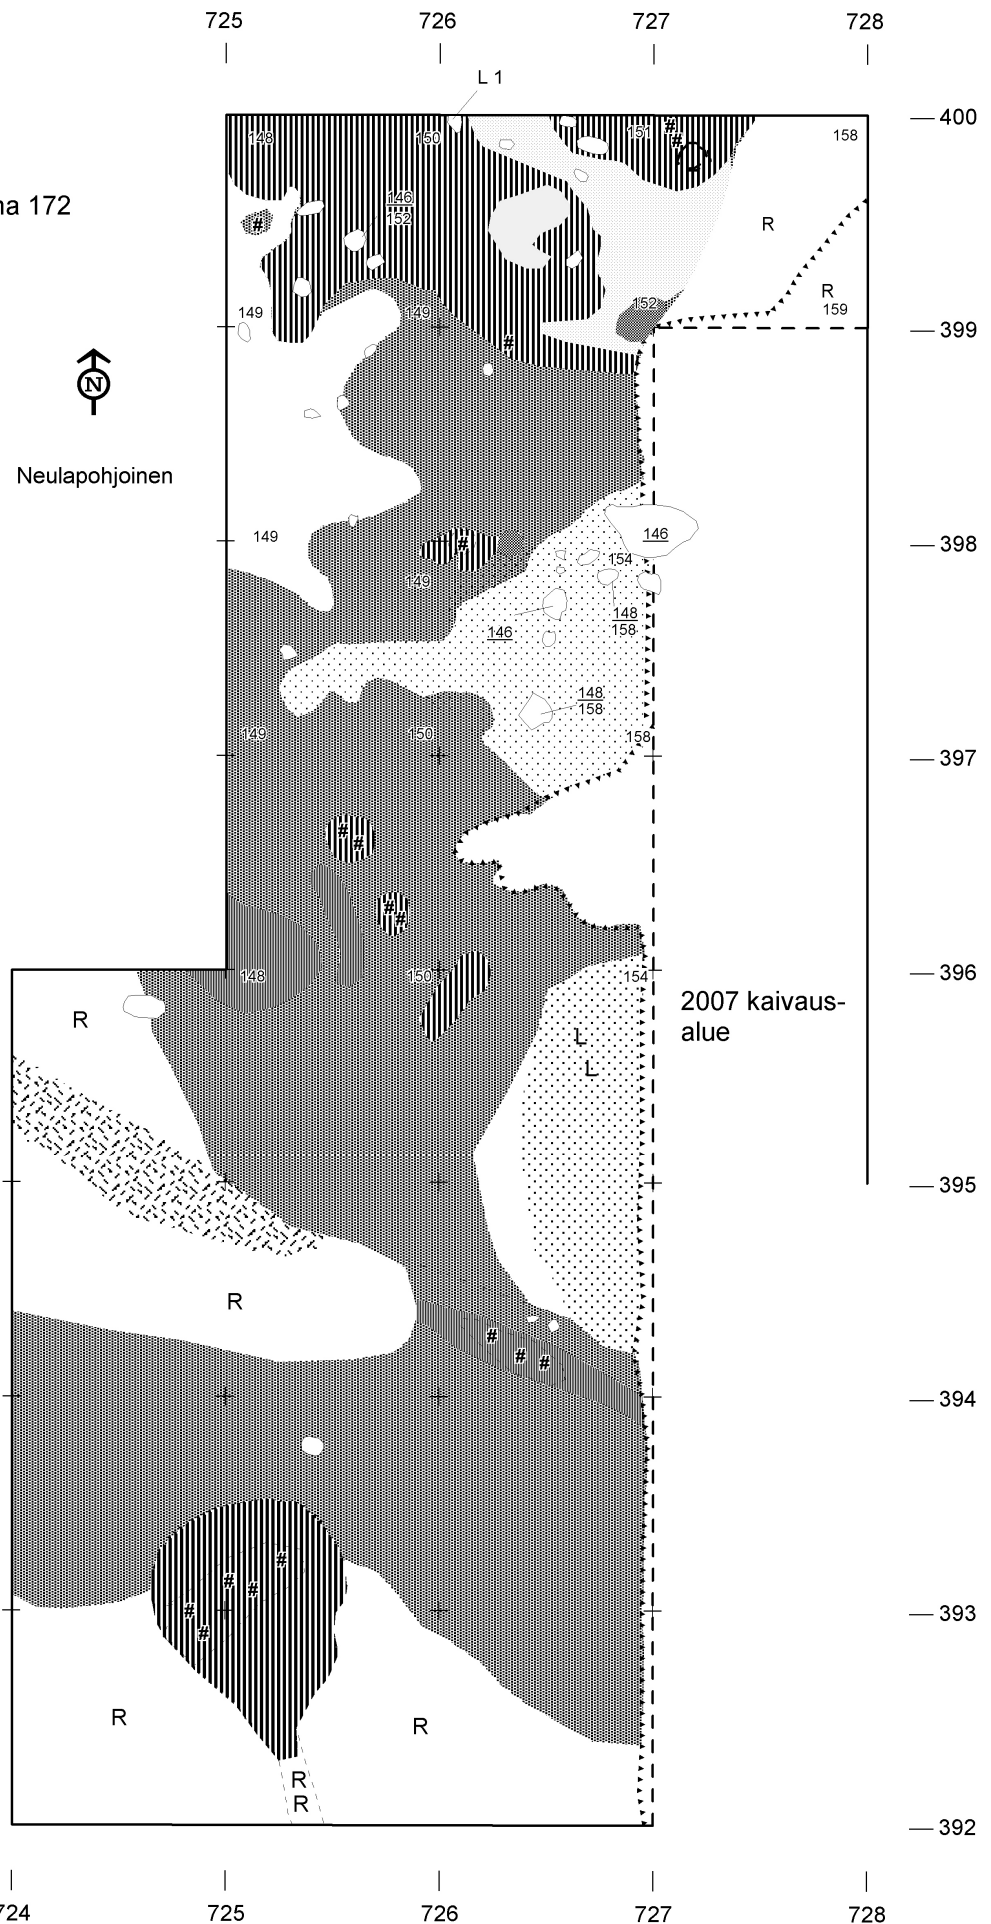 725 726 727 728
L 1
400
148 150 151 # # 158
na 172
146
152
#
R
R
159
149 149 152
399
#
N
Neulapohjoinen
149 # 146
398
149 154
146 148
158
148
158
149 150 158
397
# #
# #
148 150 154
396
R
2007 kaivaus-
alue
L
L
395
R
# # #
394
#
# #
# #
393
R R
R
R
392
724 725 726 727 728